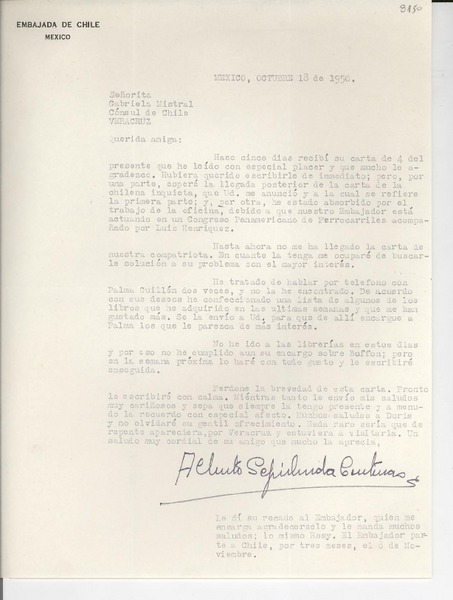 8150
EMBAJADA DE CHILE
MEXICO
MEXICO, OCTUBRE 18 de 1950.
Señorita
Gabriela Mistral
Cónsul de Chile
VERACRUZ
Querida amiga:
Hace cinco días recibí su carta de 4 del
presente que he leído con especial placer y que mucho le a-
gradezco. Hubiera querido escribirle de inmediato; pero, por
una parte, esperé la llegada posterior de la carta de la
chilena inquieta, que Ud. me anunció y a la cual se refiere
la primera parte; y, por otra, he estado absorbido por el
trabajo de la oficina, debido a que nuestro Embajador está
actuando en un Congreso Panamericano de Ferrocarriles acompa-
ñado por Luis Henríquez.
Hasta ahora no me ha llegado la carta de
nuestra compatriota. En cuanto la tenga me ocuparé de buscar-
le solución a su problema con el mayor interés.
He tratado de hablar por teléfono con
Palma Guillén dos veces, y no la he encontrado. De acuerdo
con sus deseos he confeccionado una lista de algunos de los
libros que he adquirido en las últimas semanas y que me han
gustado más. Se la envío a Ud. para que de allí encargue a
Palma los que le parezca de más interés.
No he ido a las librerías en estos días
y por eso no he cumplido aun su encargo sobre Buffon; pero
en la semana próxima lo haré con todo gusto y le escribiré
enseguida.
Perdone la brevedad de esta carta. Pronto
le escribiré con calma. Mientras tanto le envío mis saludos
muy cariñosos y sepa que siempre la tengo presente y a menu-
do la recuerdo con especial afecto. Muchos saludos a Doris
y no olvidaré su gentil ofrecimiento. Nada raro sería que de
repente apareciera por Veracruz y estuviera a visitarla. Un
saludo muy cordial de su amigo que mucho la aprecia,
Alberto Sepúlveda Contreras
Le dí su recado al Embajador, quien me
encarga agradecérselo y le manda muchos
saludos; lo mismo Rosy. El Embajador par-
te a Chile, por tres meses, el 6 de No-
viembre.